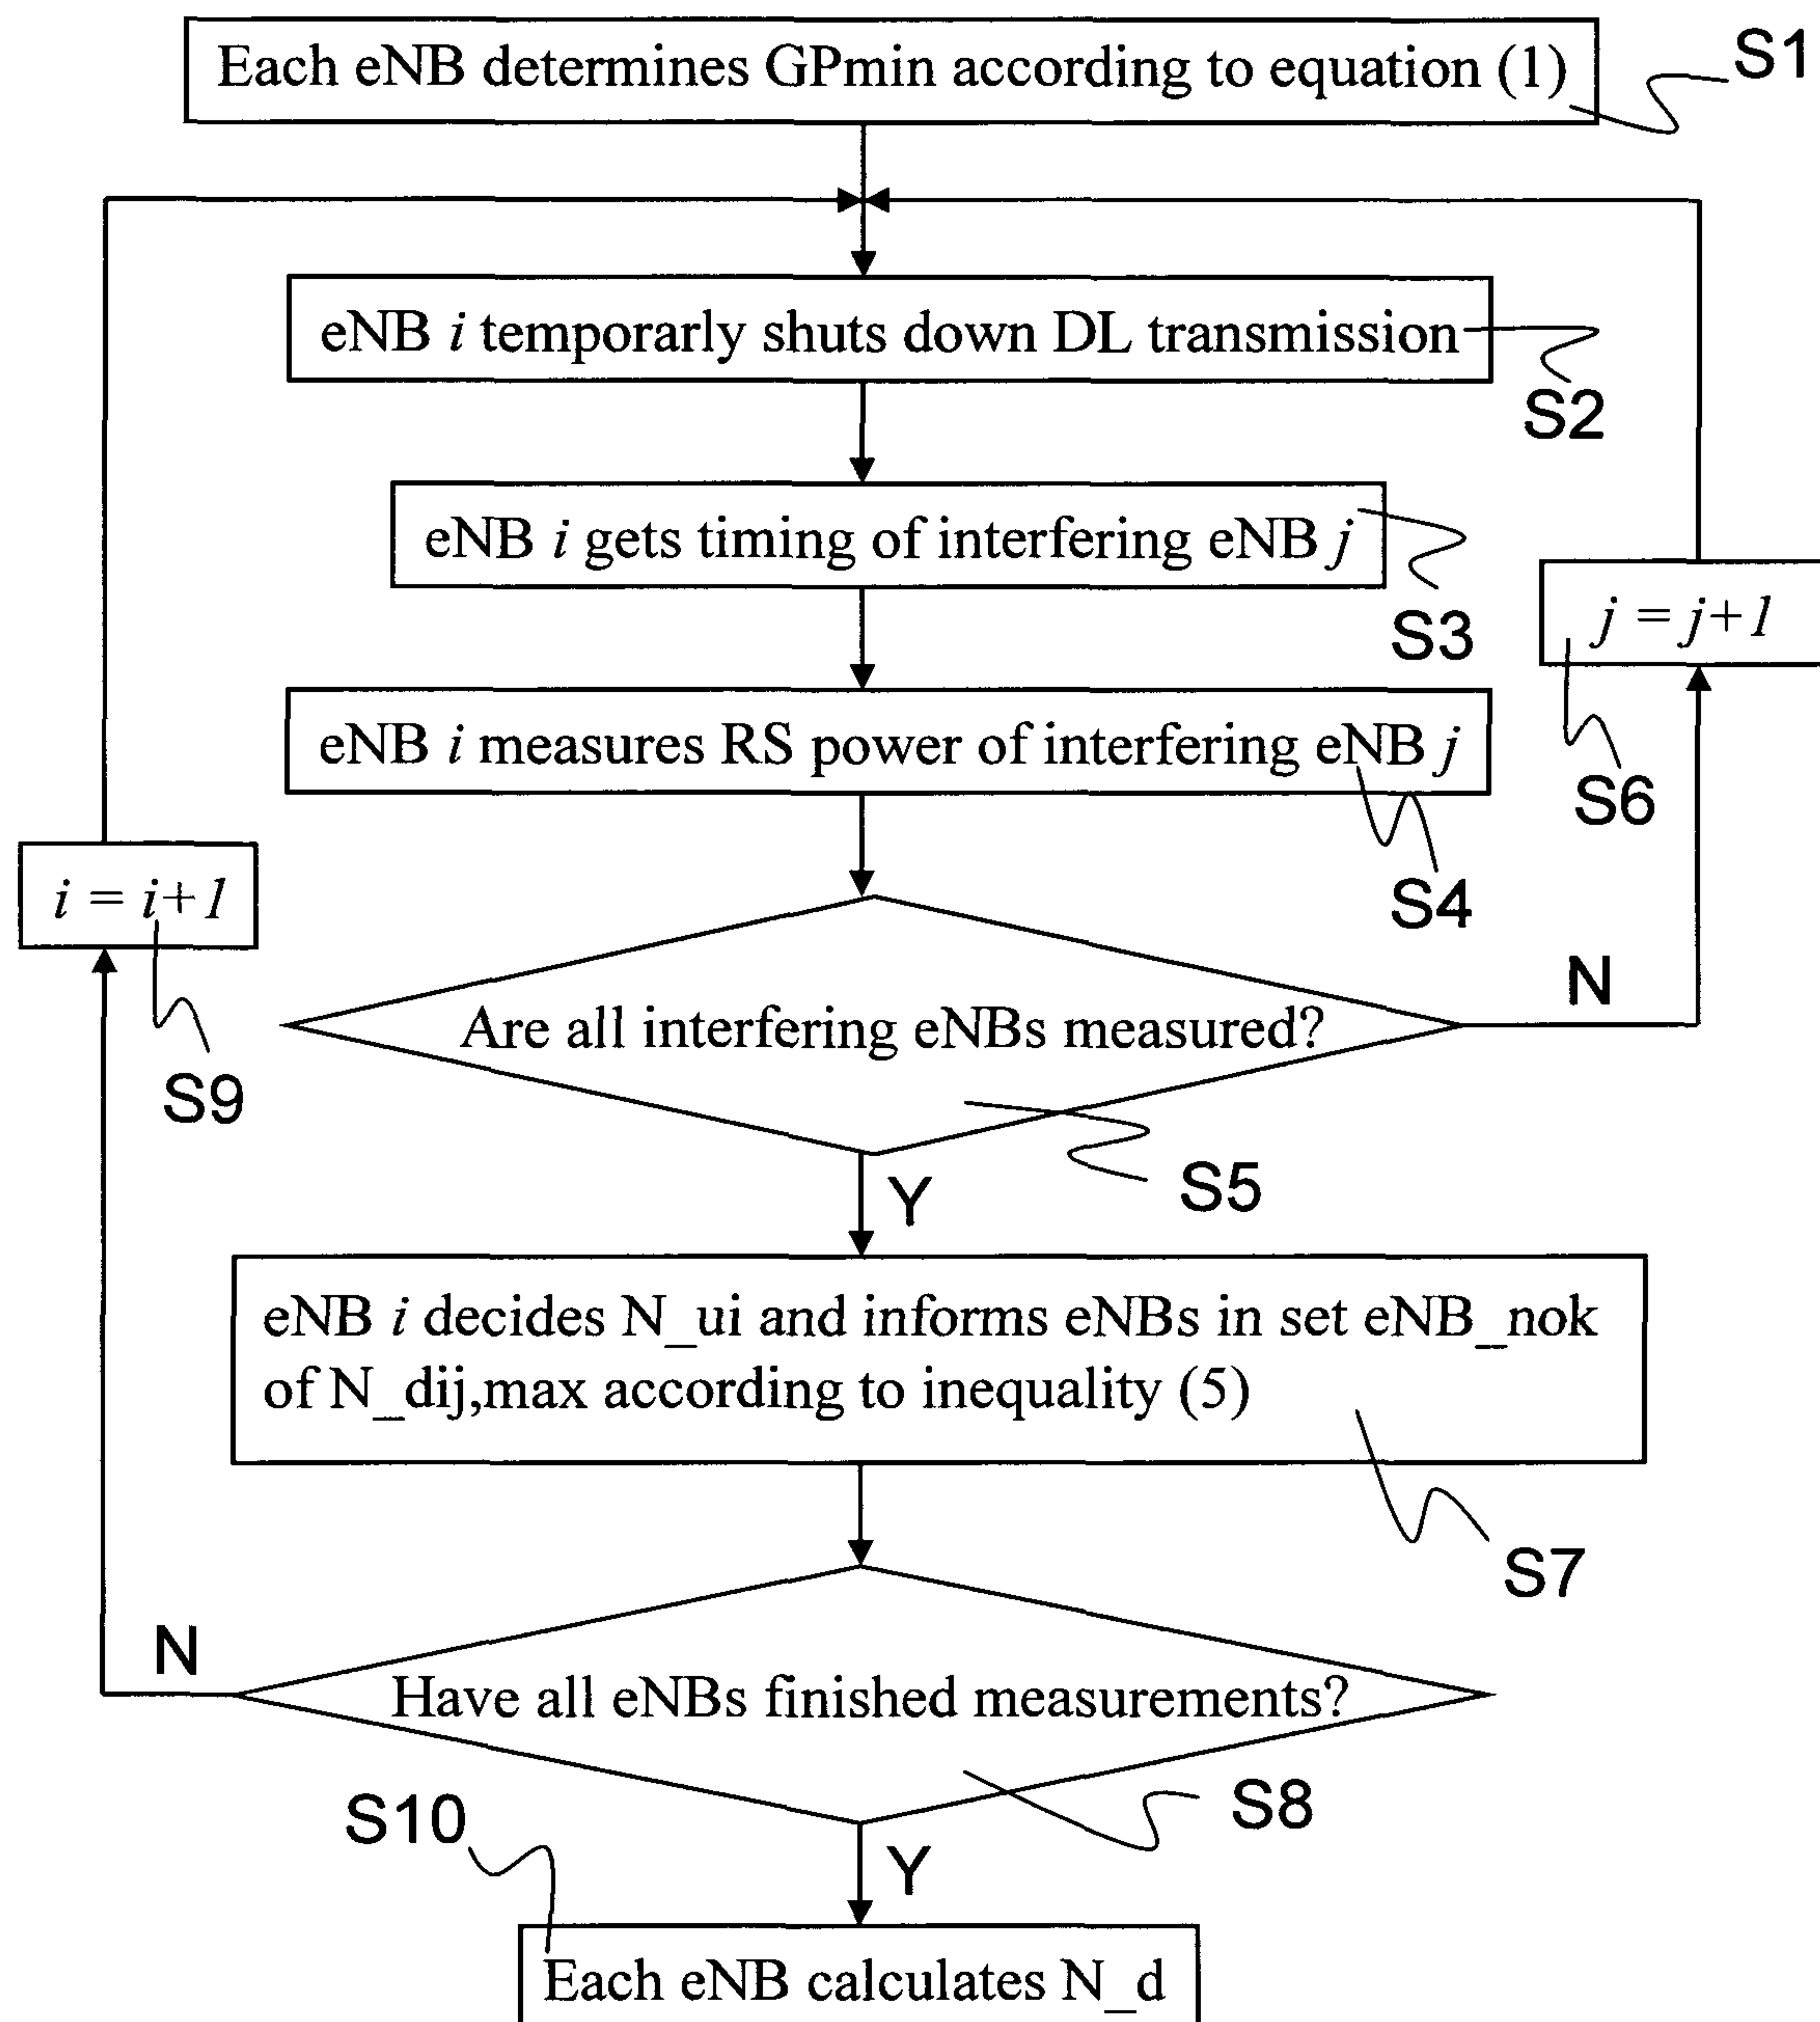 Each eNB determines GPmin according to equation (1)
S1
eNB i temporarly shuts down DL transmission
S2
eNB i gets timing of interfering eNB j
S3
j = j+1
S6
eNB i measures RS power of interfering eNB j
S4
i = i+1
S9
Are all interfering eNBs measured?
N
S5
Y
eNB i decides N_ui and informs eNBs in set eNB_nok
of N_dij,max according to inequality (5)
S7
Have all eNBs finished measurements?
N
S8
Y
S10
Each eNB calculates N_d